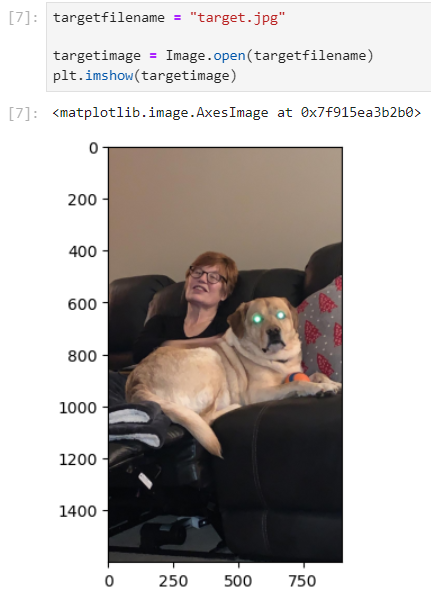 [7]: targetfilename = "target.jpg"
targetimage = Image.open(targetfilename)
plt.imshow(targetimage)
[7]: <matplotlib.image.AxesImage at 0x7f915ea3b2b0>
0
200
400
600
800
1000
1200
1400
0 250 500 750